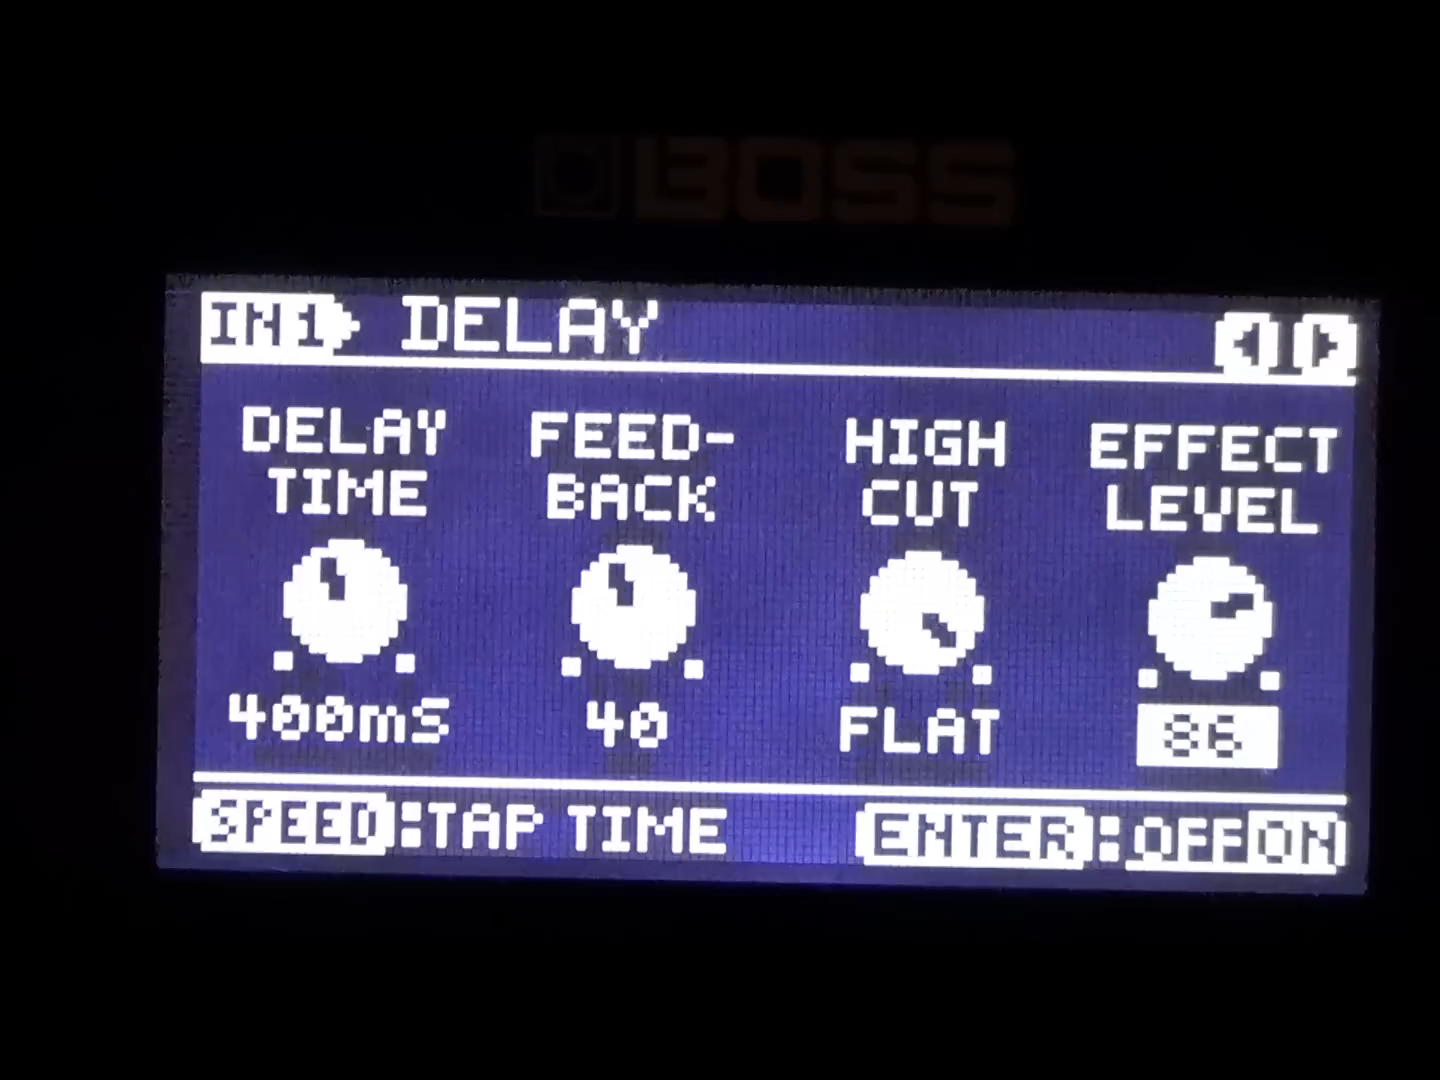 BOSS
IN1 DELAY
DELAY TIME
FEED-BACK
HIGH CUT
EFFECT LEVEL
400mS 40 FLAT 86
SPEED:TAP TIME ENTER:OFF ON